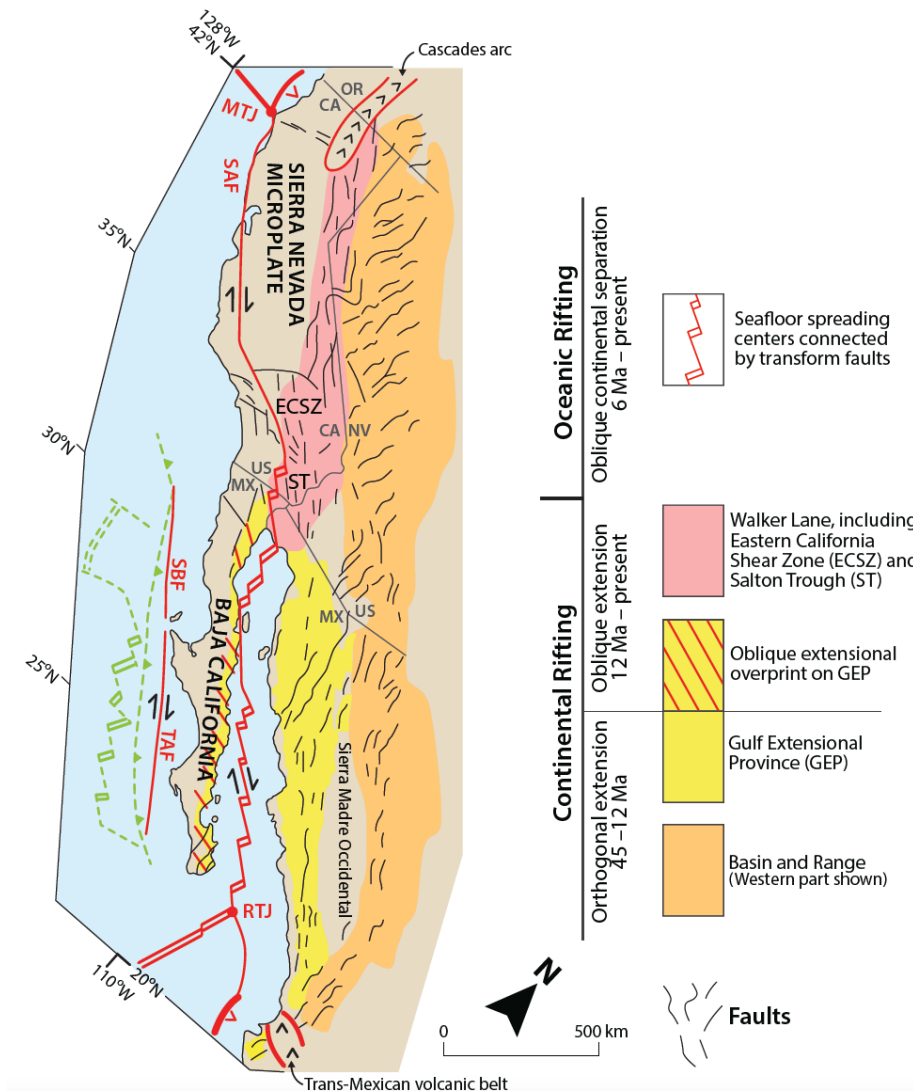 128°W
42°N
Cascades arc
OR
CA
MTJ
SAF
SIERRA NEVADA
MICROPLATE
35°N
ECSZ
CA
NV
30°N
US
MX
ST
SBF
MX
US
BAJA CALIFORNIA
25°N
TAF
Sierra Madre Occidental
RTJ
20°N
110°W
N
0
500 km
Trans-Mexican volcanic belt
Oceanic Rifting
Oblique continental separation
6 Ma – present
Seafloor spreading
centers connected
by transform faults
Continental Rifting
Oblique extension
12 Ma – present
Walker Lane, including
Eastern California
Shear Zone (ECSZ) and
Salton Trough (ST)
Oblique extensional
overprint on GEP
Orthogonal extension
45 –12 Ma
Gulf Extensional
Province (GEP)
Basin and Range
(Western part shown)
Faults